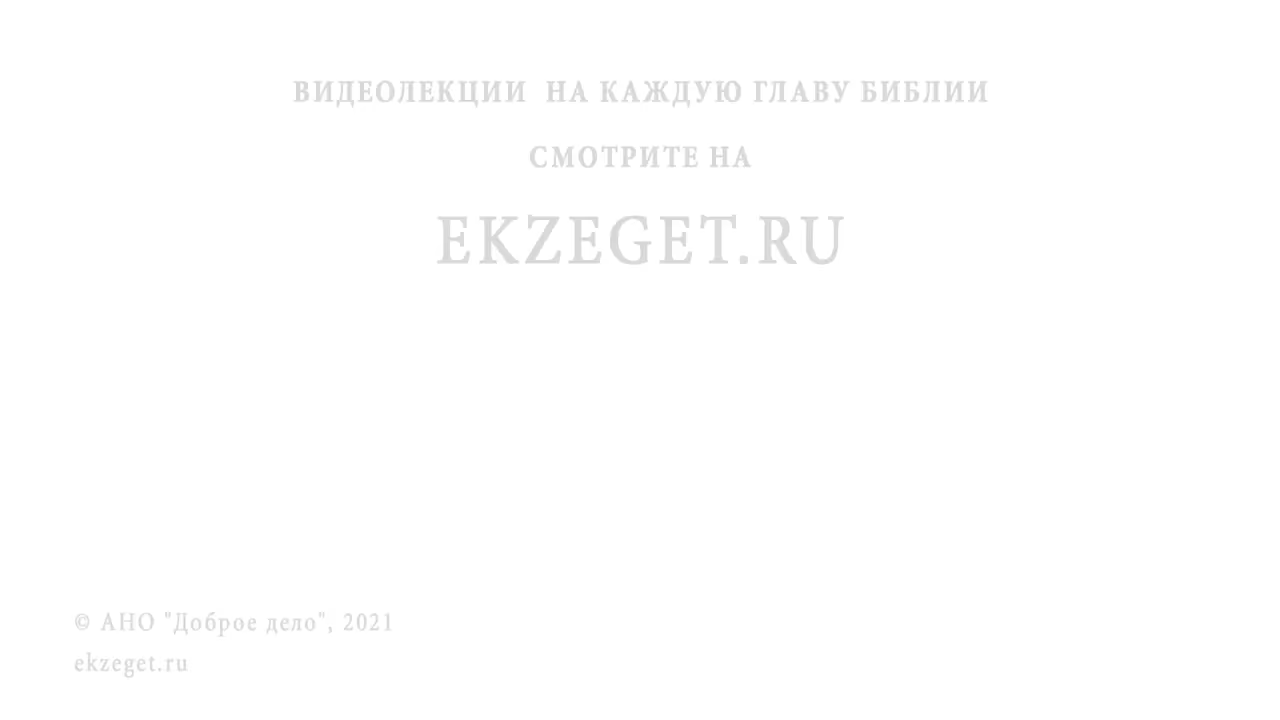 ВИДЕОЛЕКЦИИ НА КАЖДУЮ ГЛАВУ БИБЛИИ
СМОТРИТЕ НА
EKZEGET.RU
© АНО "Доброе дело", 2021
ekzeget.ru